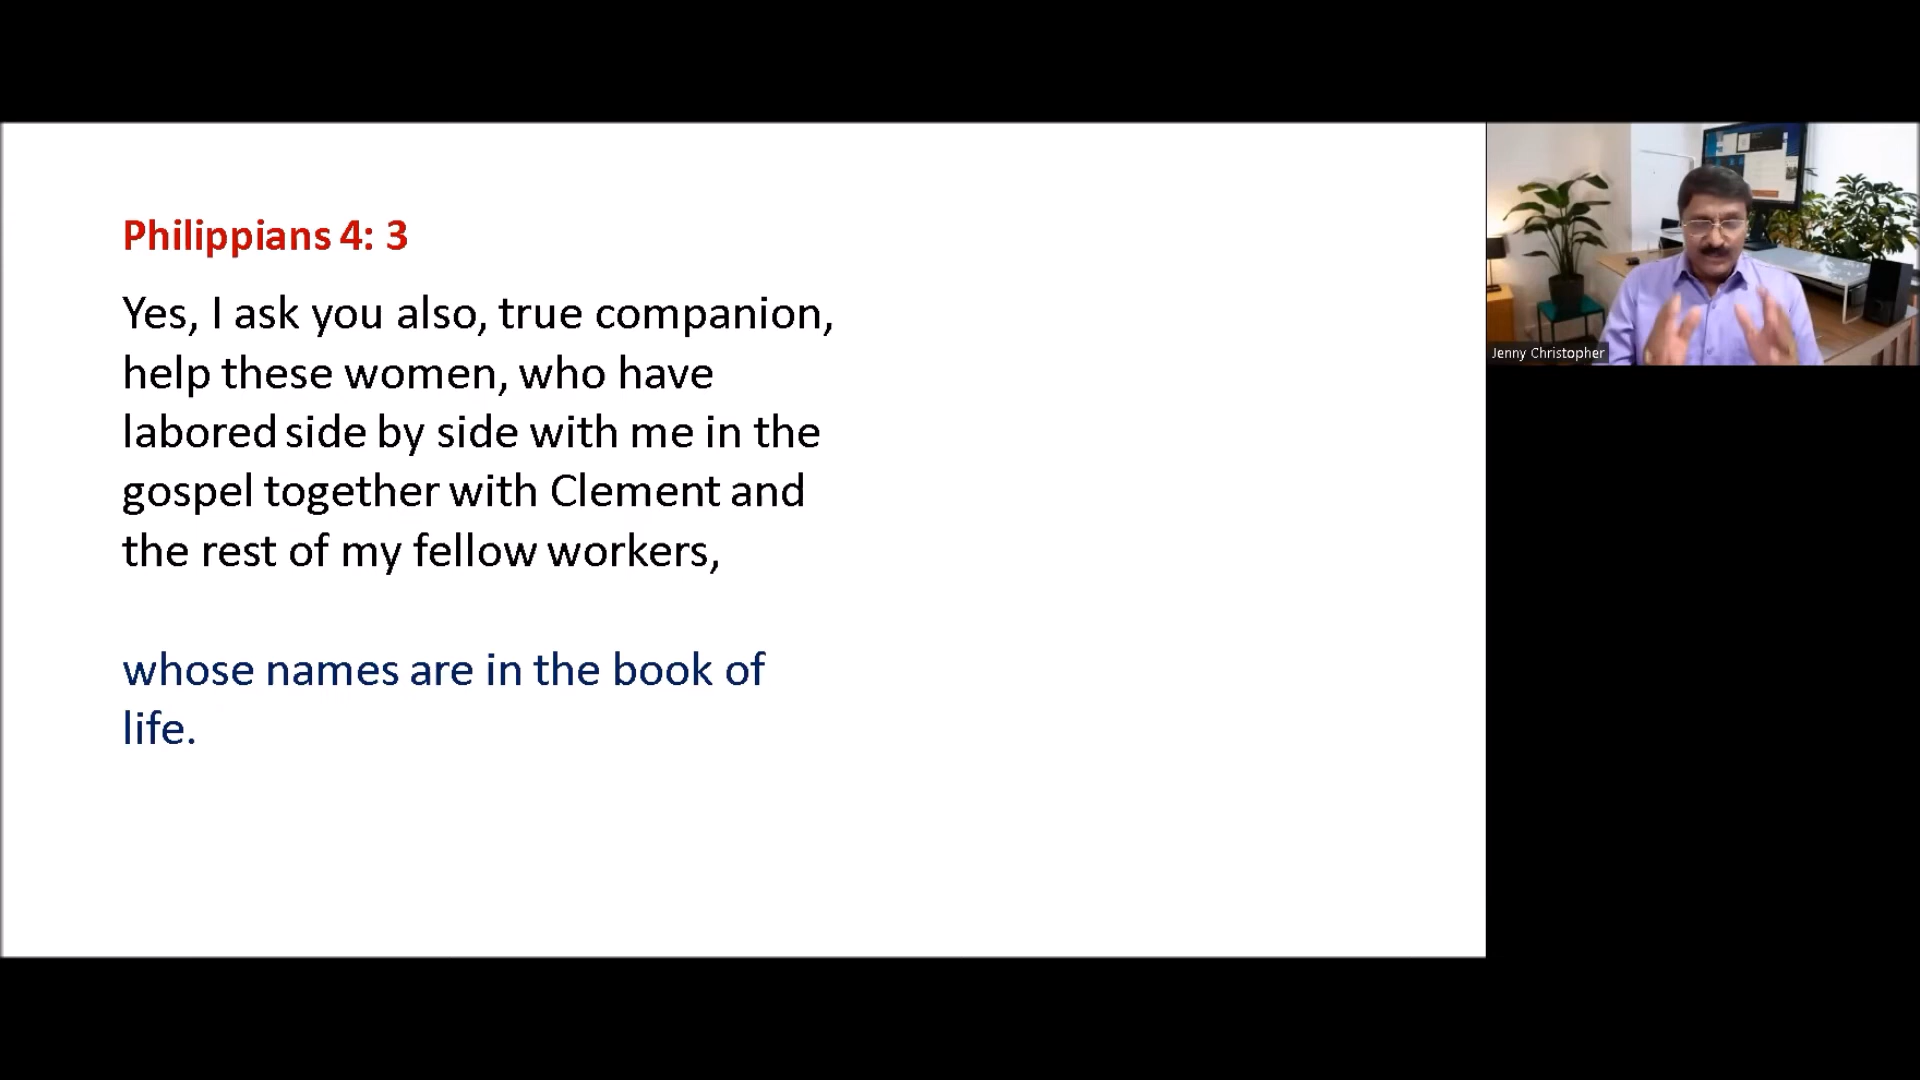 Philippians 4: 3
Yes, I ask you also, true companion,
help these women, who have
labored side by side with me in the
gospel together with Clement and
the rest of my fellow workers,
whose names are in the book of
life.
Jenny Christopher